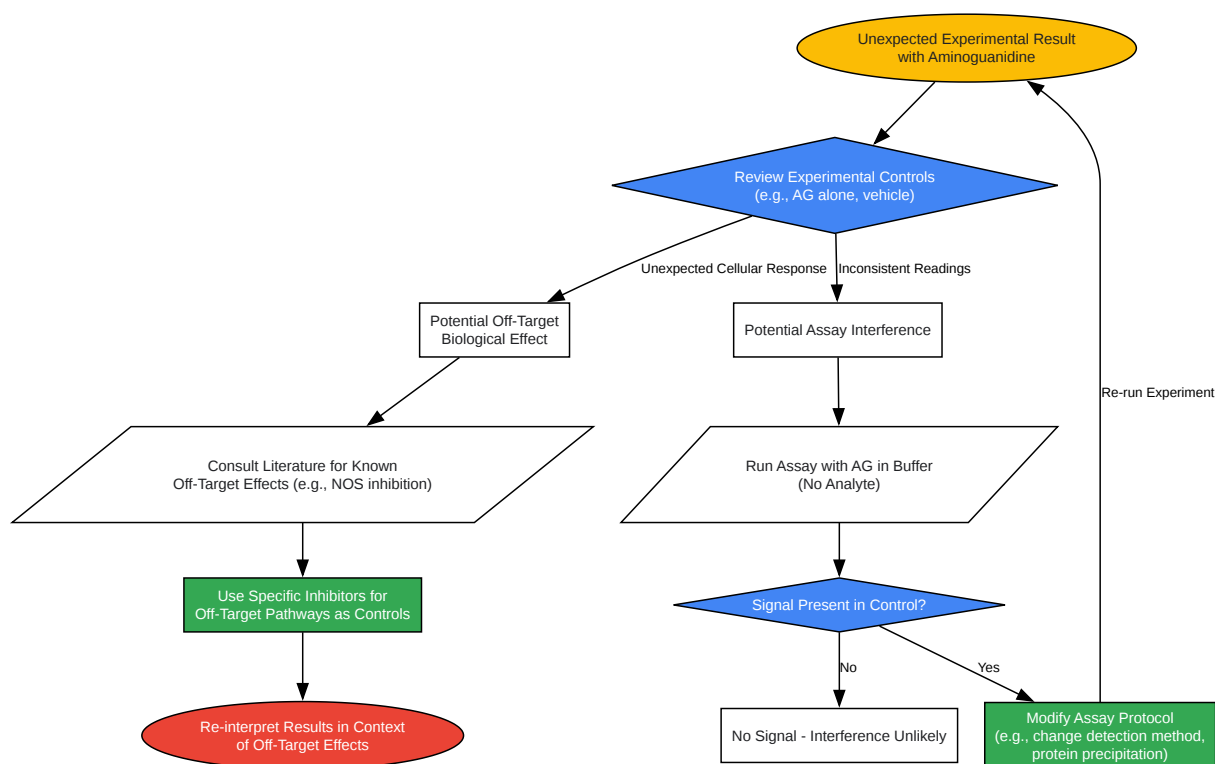 Unexpected Experimental Result
with Aminoguanidine
Review Experimental Controls
(e.g., AG alone, vehicle)
Unexpected Cellular Response
Inconsistent Readings
Potential Off-Target
Biological Effect
Potential Assay Interference
Re-run Experiment
Consult Literature for Known
Off-Target Effects (e.g., NOS inhibition)
Run Assay with AG in Buffer
(No Analyte)
Use Specific Inhibitors for
Off-Target Pathways as Controls
Signal Present in Control?
No
Yes
Re-interpret Results in Context
of Off-Target Effects
No Signal - Interference Unlikely
Modify Assay Protocol
(e.g., change detection method,
protein precipitation)